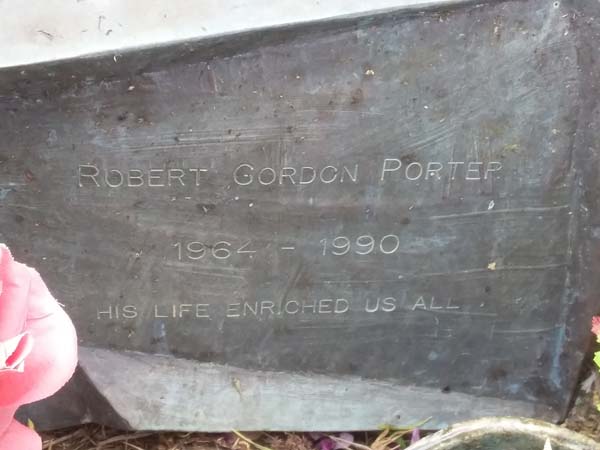 ROBERT GORDON PORTER
1964 - 1990
HIS LIFE ENRICHED US ALL